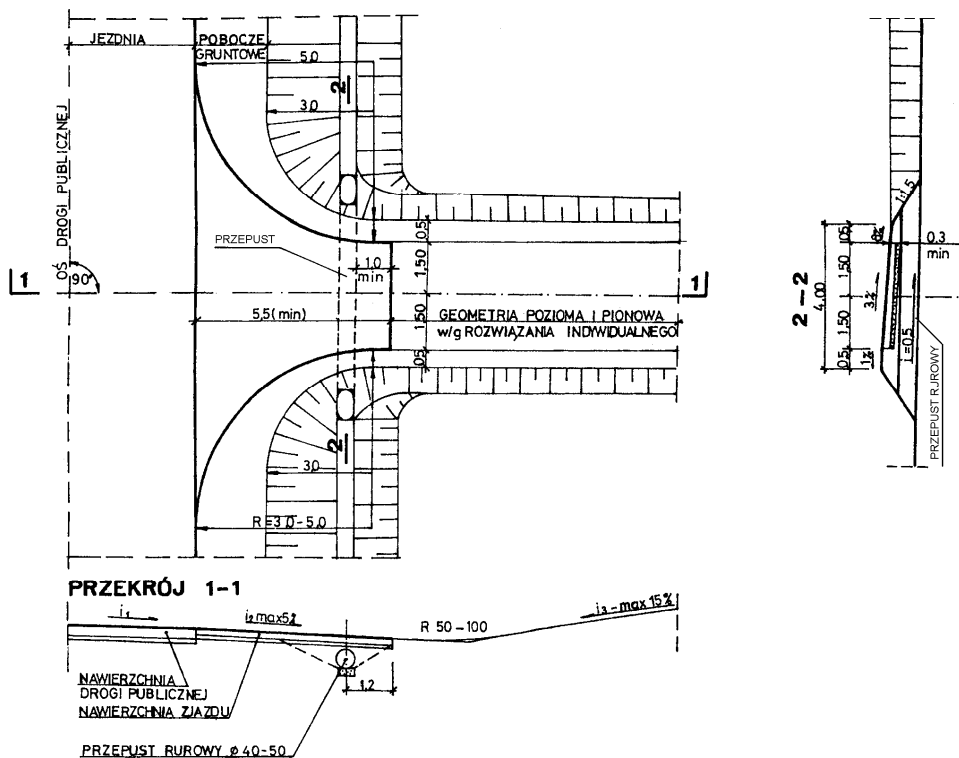 JEZDNIA
POBOCZE
GRUNTOWE
5,0
3,0
2
OŚ DROGI PUBLICZNEJ
90°
PRZEPUST
1,0
min
0,5
1,50
1,50
0,5
1
1
5,5(min)
GEOMETRIA POZIOMA I PIONOWA
w/g ROZWIĄZANIA INDYWIDUALNEGO
2
3,0
R=3,0-5,0
2-2
4.00
0,5
1,50
1,50
0,5
1:1,5
8%
3%
i=0.5
0.3
min
PRZEPUST RUROWY
PRZEKRÓJ 1-1
i₁
i₂ max5%
R 50-100
i₃-max 15%
NAWIERZCHNIA
DROGI PUBLICZNEJ
NAWIERZCHNIA ZJAZDU
1,2
PRZEPUST RUROWY ø 40-50